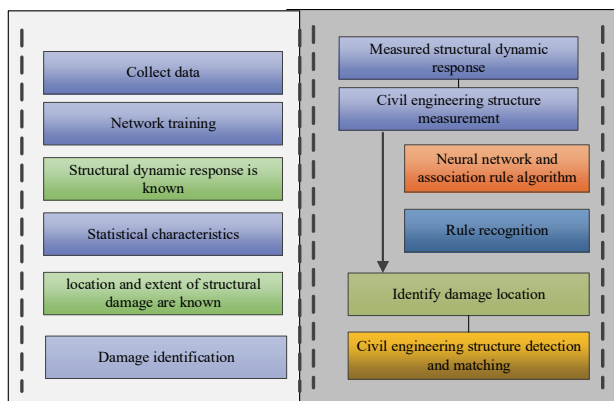 Collect data
Network training
Structural dynamic response is
known
Statistical characteristics
location and extent of structural
damage are known
Damage identification
Measured structural dynamic
response
Civil engineering structure
measurement
Neural network and
association rule algorithm
Rule recognition
Identify damage location
Civil engineering structure detection
and matching